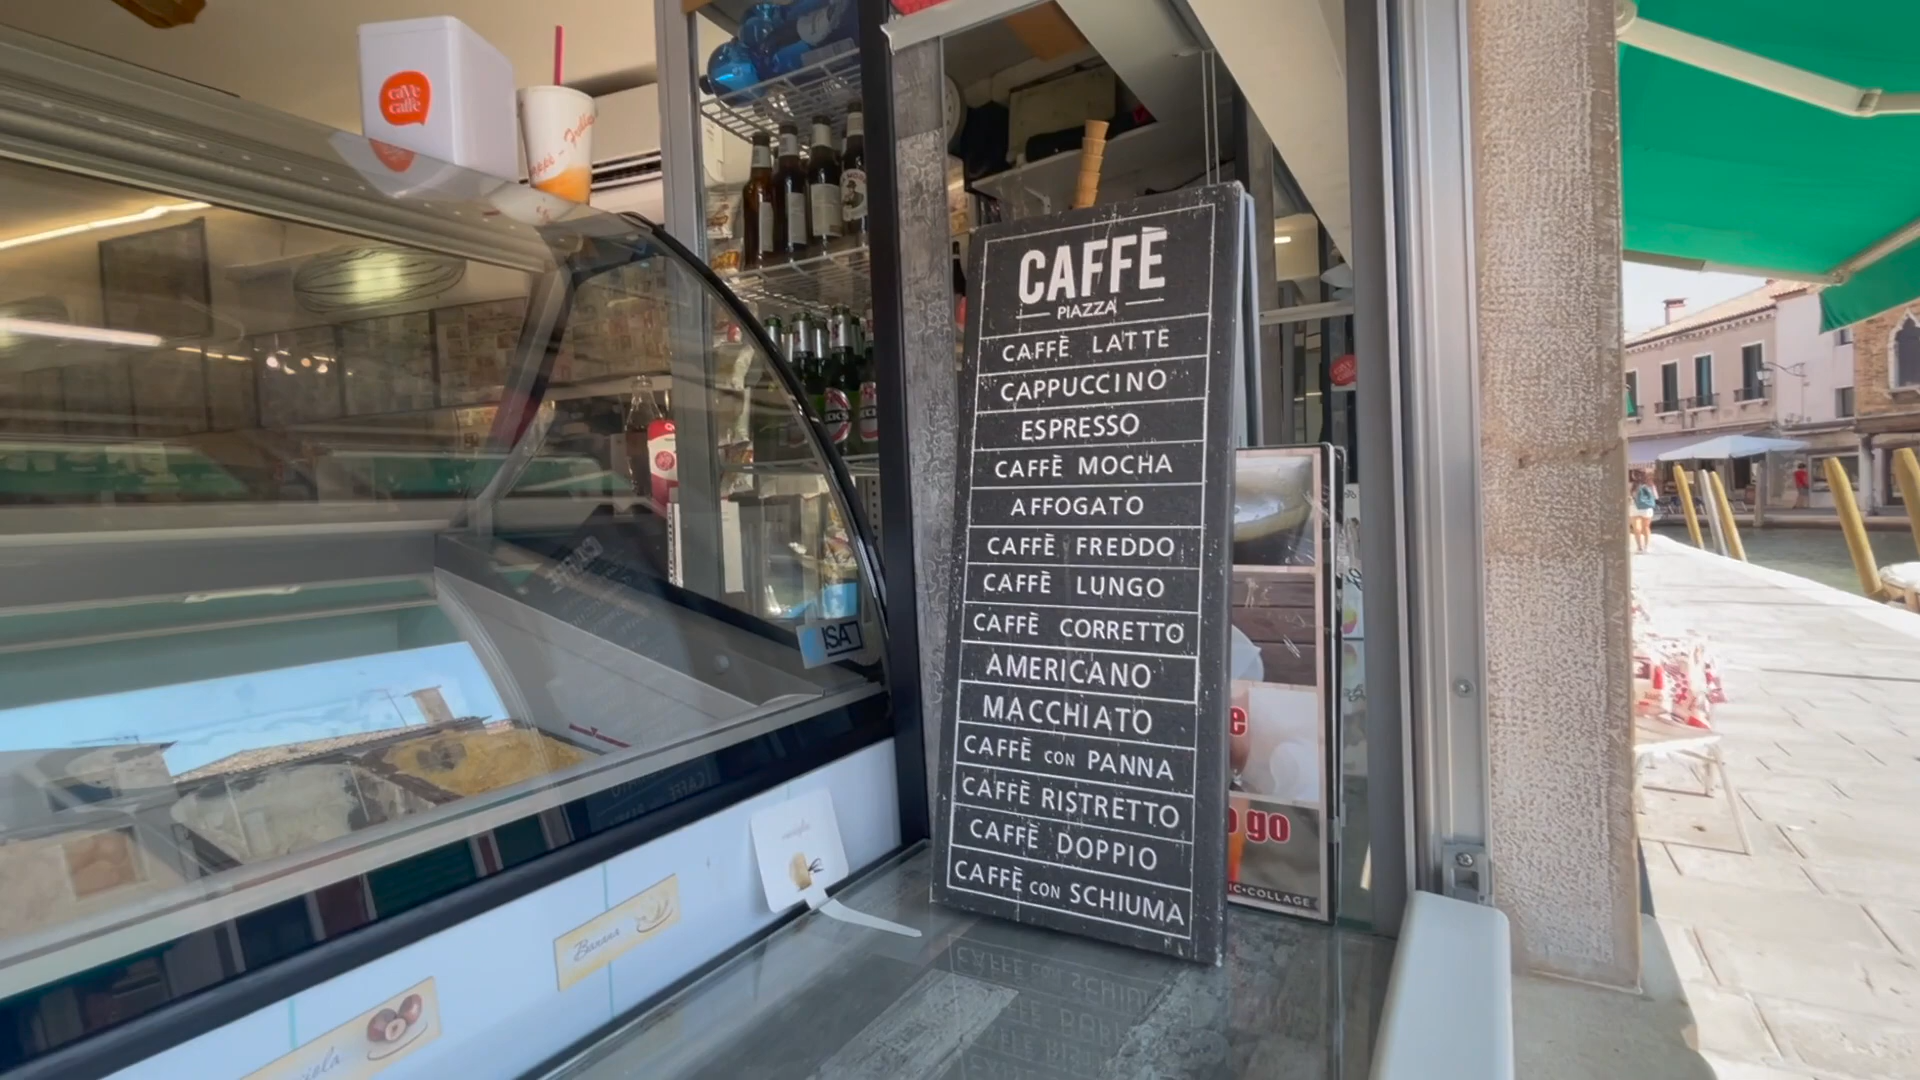 cave
caffè
CAFFÈ
PIAZZA
CAFFÈ LATTE
CAPPUCCINO
ESPRESSO
CAFFÈ MOCHA
AFFOGATO
CAFFÈ FREDDO
CAFFÈ LUNGO
CAFFÈ CORRETTO
AMERICANO
MACCHIATO
CAFFÈ CON PANNA
CAFFÈ RISTRETTO
CAFFÈ DOPPIO
CAFFÈ CON SCHIUMA
ISA
Banana
go